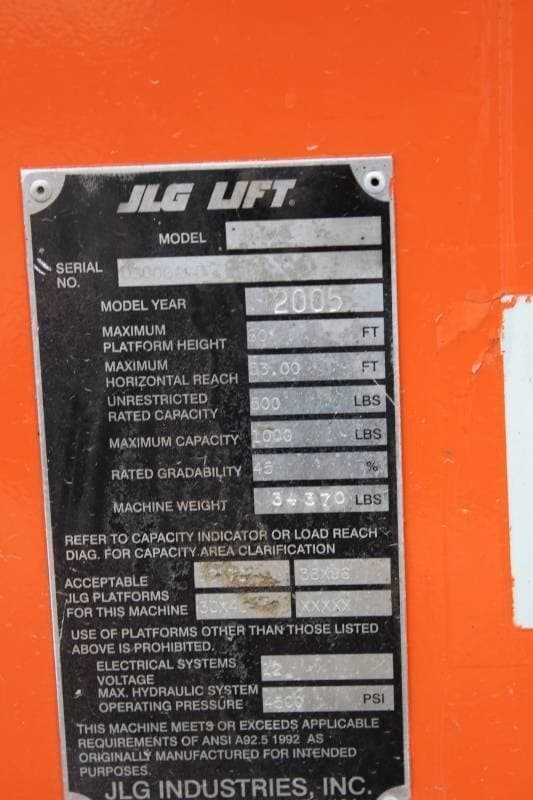 JLG LIFT
MODEL
SERIAL
NO.
MODEL YEAR 2005
MAXIMUM
PLATFORM HEIGHT FT
MAXIMUM
HORIZONTAL REACH 53.00 FT
UNRESTRICTED
RATED CAPACITY 500 LBS
MAXIMUM CAPACITY 1000 LBS
RATED GRADABILITY 45 %
MACHINE WEIGHT 34370 LBS
REFER TO CAPACITY INDICATOR OR LOAD REACH
DIAG. FOR CAPACITY AREA CLARIFICATION
ACCEPTABLE 36X96
JLG PLATFORMS
FOR THIS MACHINE XXXXX
USE OF PLATFORMS OTHER THAN THOSE LISTED
ABOVE IS PROHIBITED.
ELECTRICAL SYSTEMS
VOLTAGE
MAX. HYDRAULIC SYSTEM
OPERATING PRESSURE 4600 PSI
THIS MACHINE MEETS OR EXCEEDS APPLICABLE
REQUIREMENTS OF ANSI A92.5 1992 AS
ORIGINALLY MANUFACTURED FOR INTENDED
PURPOSES.
JLG INDUSTRIES, INC.